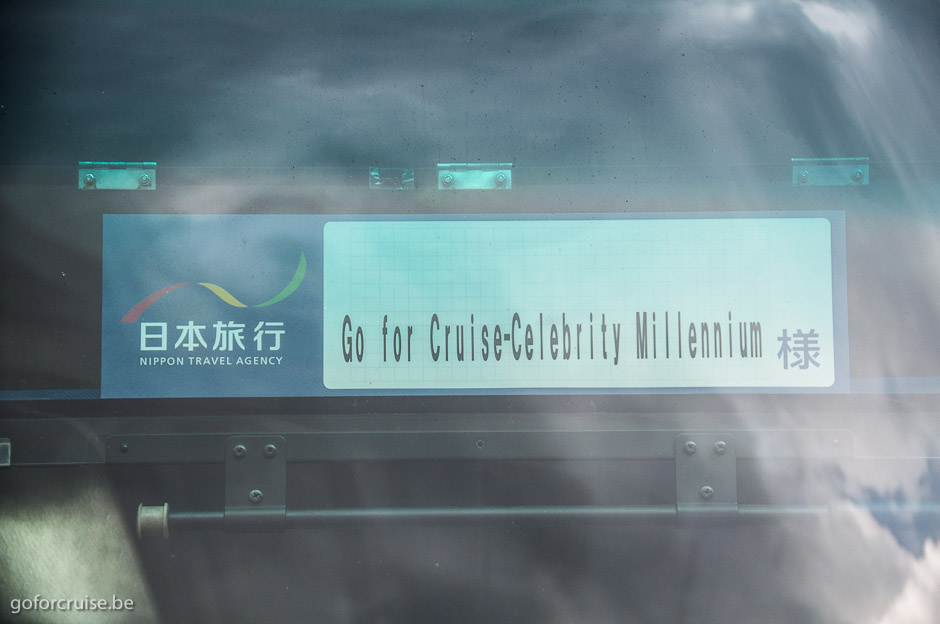 日本旅行
NIPPON TRAVEL AGENCY
Go for Cruise-Celebrity Millennium 様
goforcruise.be